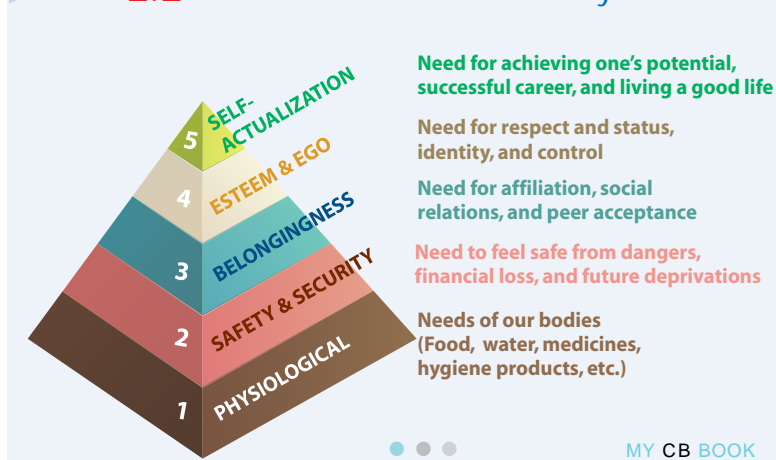 5
SELF-
ACTUALIZATION
Need for achieving one's potential,
successful career, and living a good life
4
ESTEEM & EGO
Need for respect and status,
identity, and control
3
BELONGINGNESS
Need for affiliation, social
relations, and peer acceptance
2
SAFETY & SECURITY
Need to feel safe from dangers,
financial loss, and future deprivations
1
PHYSIOLOGICAL
Needs of our bodies
(Food, water, medicines,
hygiene products, etc.)
MY CB BOOK